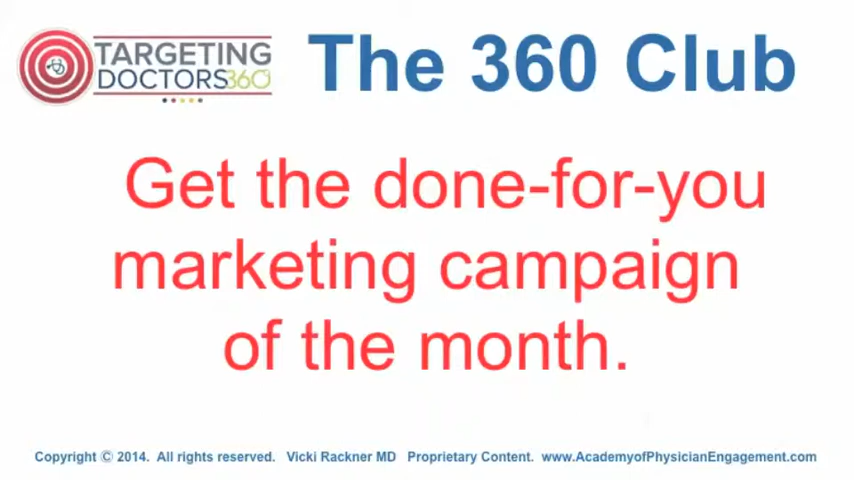 TARGETING
DOCTORS360
The 360 Club
Get the done-for-you
marketing campaign
of the month.
Copyright © 2014. All rights reserved. Vicki Rackner MD Proprietary Content. www.AcademyofPhysicianEngagement.com